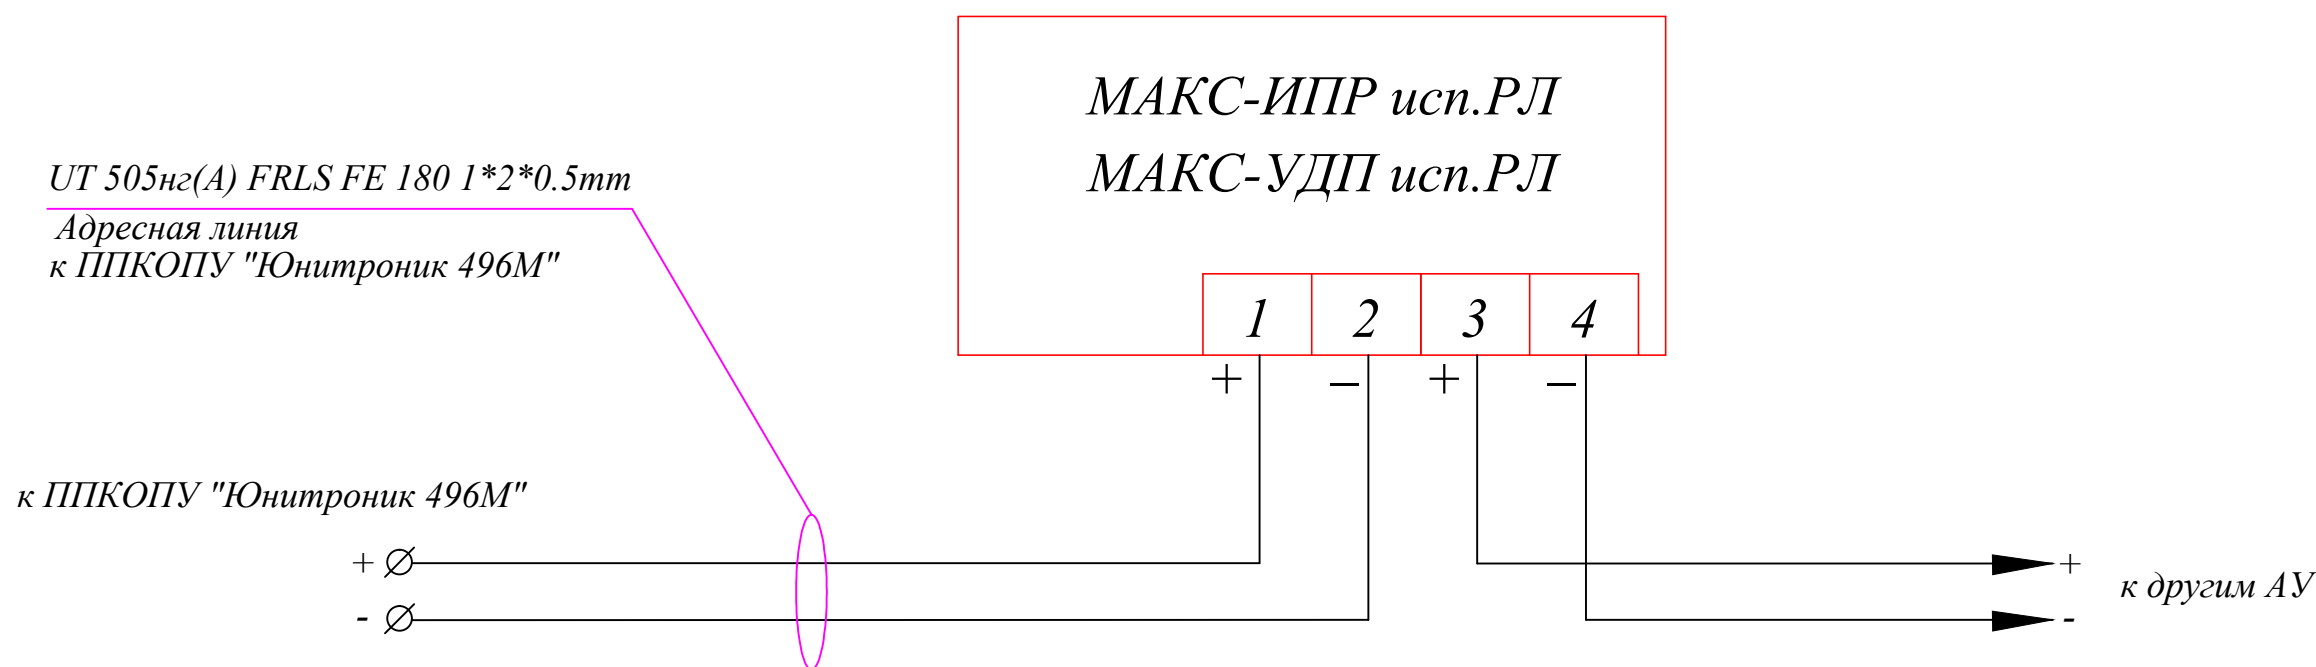 МАКС-ИПР исп.РЛ
МАКС-УДП исп.РЛ
UT 505нг(А) FRLS FE 180 1*2*0.5mm
Адресная линия
к ППКОПУ "Юнитроник 496М"
1 2 3 4
+ − + −
к ППКОПУ "Юнитроник 496М"
+ +
к другим АУ
- -